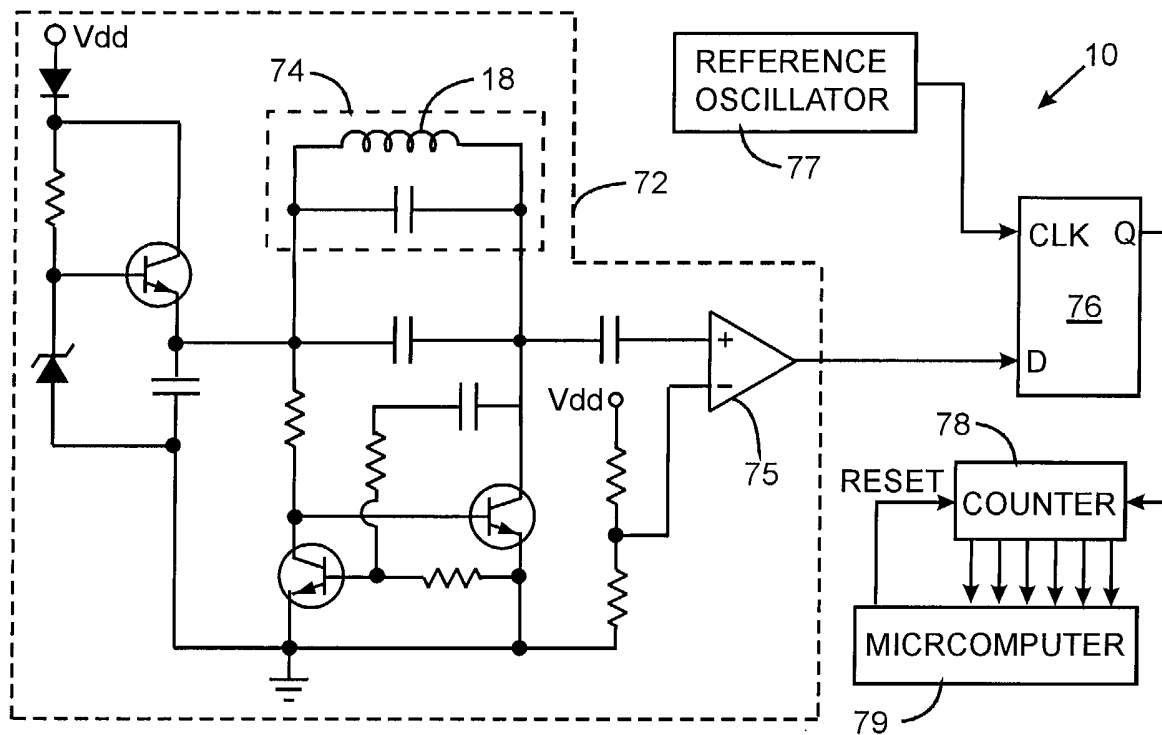 Vdd
74
18
REFERENCE
OSCILLATOR
77
10
72
CLK
Q
76
D
+
−
75
Vdd
78
RESET
COUNTER
MICRCOMPUTER
79